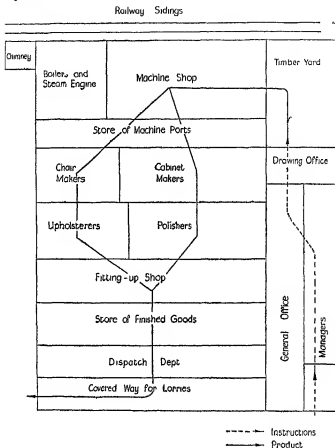 Railway Sidings
Chimney
Boilers and
Steam Engine
Machine Shop
Timber Yard
Store of Machine Parts
Drawing Office
Chair
Makers
Cabinet
Makers
Upholsterers
Polishers
Fitting-up Shop
Store of Finished Goods
General Office
Managers
Dispatch Dept
Covered Way for Lorries
Instructions
Product